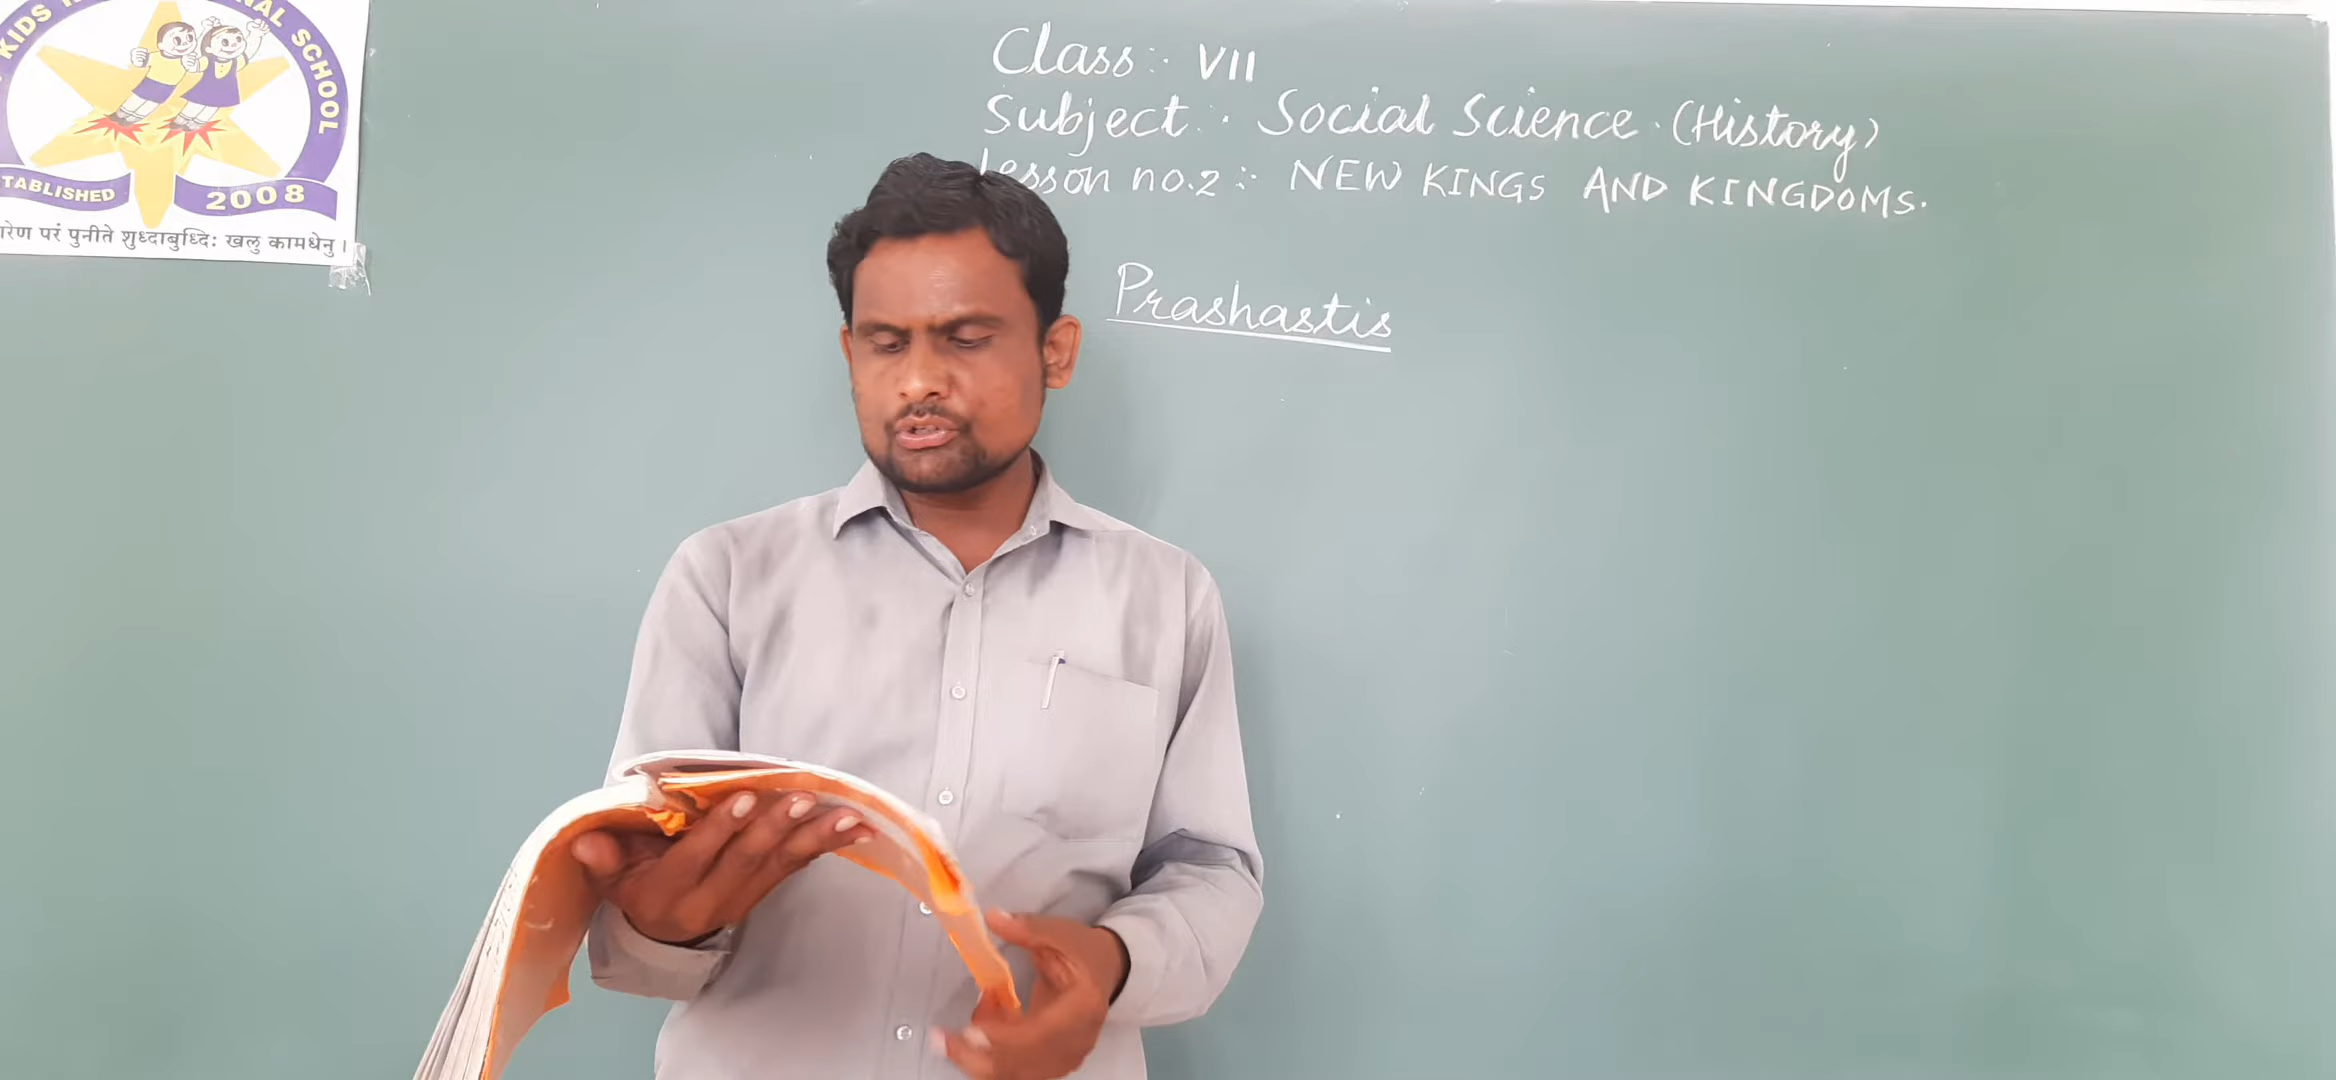 KIDS NAL SCHOOL
TABLISHED 2008
रेण परं पुनीते शुध्दाबुध्दिः खलु कामधेनु।
Class:- VII
Subject:- Social Science. (History)
Lesson no.2:- NEW KINGS AND KINGDOMS.
Prashastis